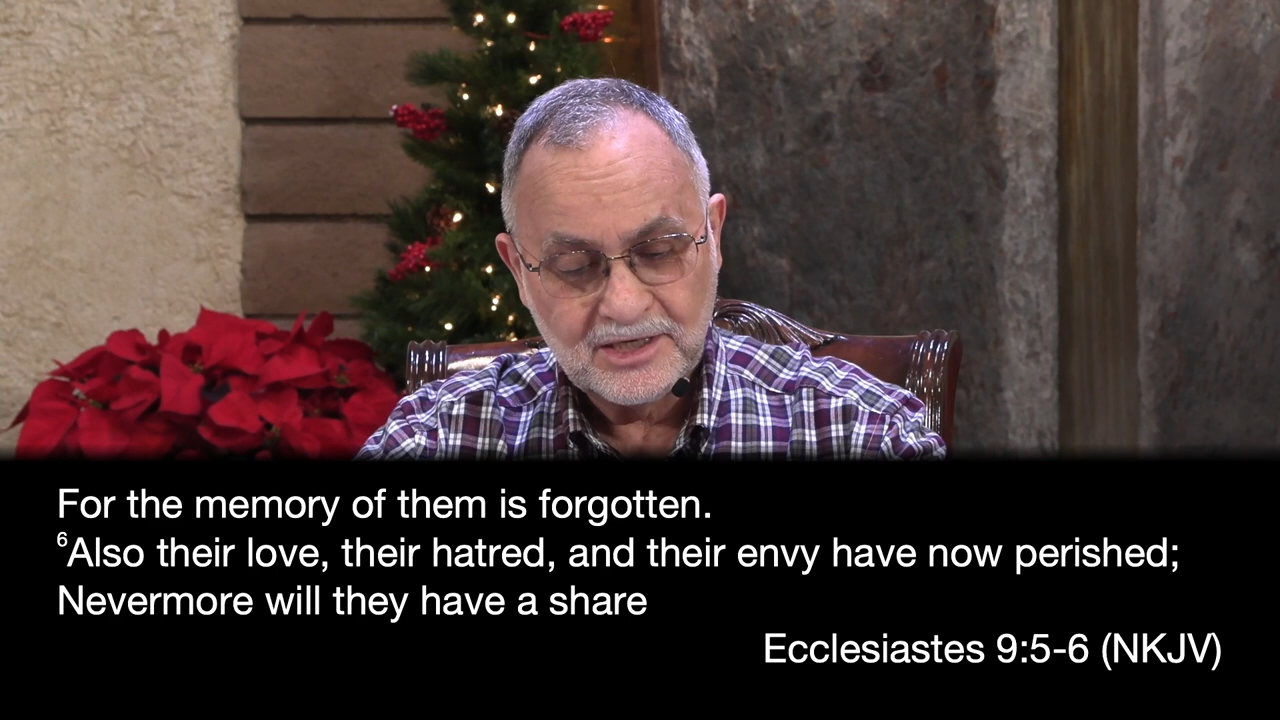 For the memory of them is forgotten.
⁶Also their love, their hatred, and their envy have now perished;
Nevermore will they have a share
Ecclesiastes 9:5-6 (NKJV)